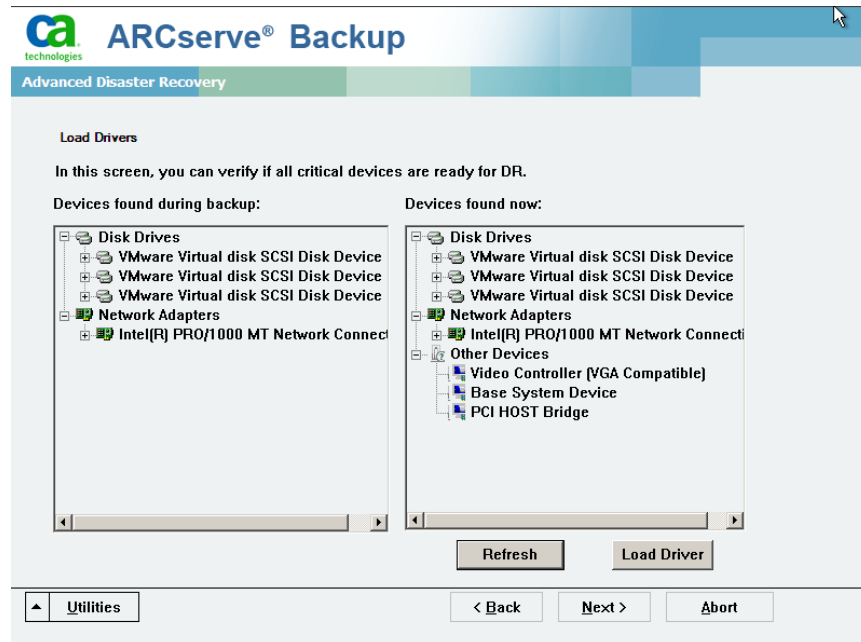 ca
technologies
ARCserve® Backup
Advanced Disaster Recovery
Load Drivers
In this screen, you can verify if all critical devices are ready for DR.
Devices found during backup:
Disk Drives
VMware Virtual disk SCSI Disk Device
VMware Virtual disk SCSI Disk Device
VMware Virtual disk SCSI Disk Device
Network Adapters
Intel(R) PRO/1000 MT Network Connect
Devices found now:
Disk Drives
VMware Virtual disk SCSI Disk Device
VMware Virtual disk SCSI Disk Device
VMware Virtual disk SCSI Disk Device
Network Adapters
Intel(R) PRO/1000 MT Network Connecti
Other Devices
Video Controller (VGA Compatible)
Base System Device
PCI HOST Bridge
Refresh
Load Driver
Utilities
< Back
Next >
Abort